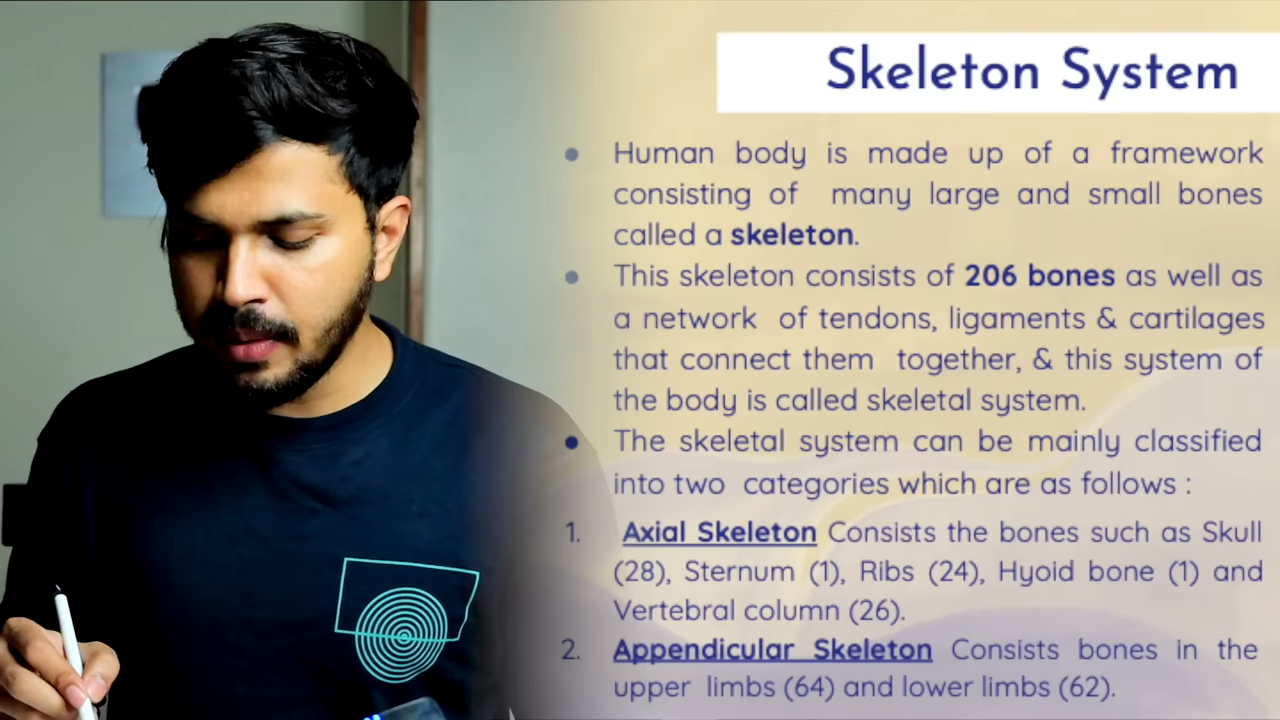 Skeleton System
• Human body is made up of a framework
consisting of many large and small bones
called a skeleton.
• This skeleton consists of 206 bones as well as
a network of tendons, ligaments & cartilages
that connect them together, & this system of
the body is called skeletal system.
• The skeletal system can be mainly classified
into two categories which are as follows :
1. Axial Skeleton Consists the bones such as Skull
(28), Sternum (1), Ribs (24), Hyoid bone (1) and
Vertebral column (26).
2. Appendicular Skeleton Consists bones in the
upper limbs (64) and lower limbs (62).